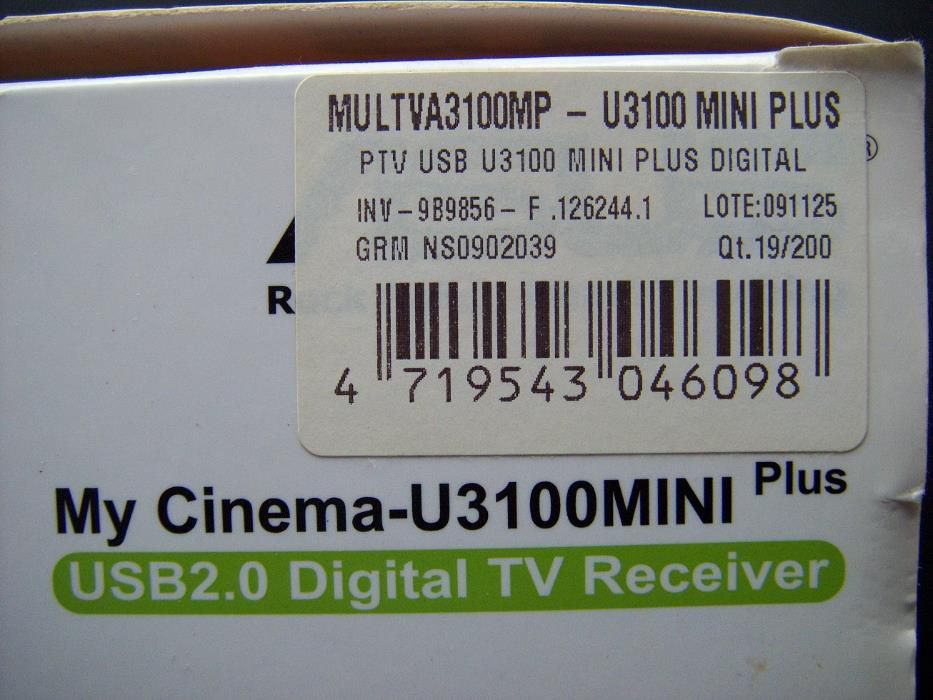 MULTVA3100MP - U3100 MINI PLUS
PTV USB U3100 MINI PLUS DIGITAL
INV-9B9856- F .126244.1 LOTE:091125
GRM NS0902039 Qt.19/200
®
R
4 719543 046098
My Cinema-U3100MINI Plus
USB2.0 Digital TV Receiver